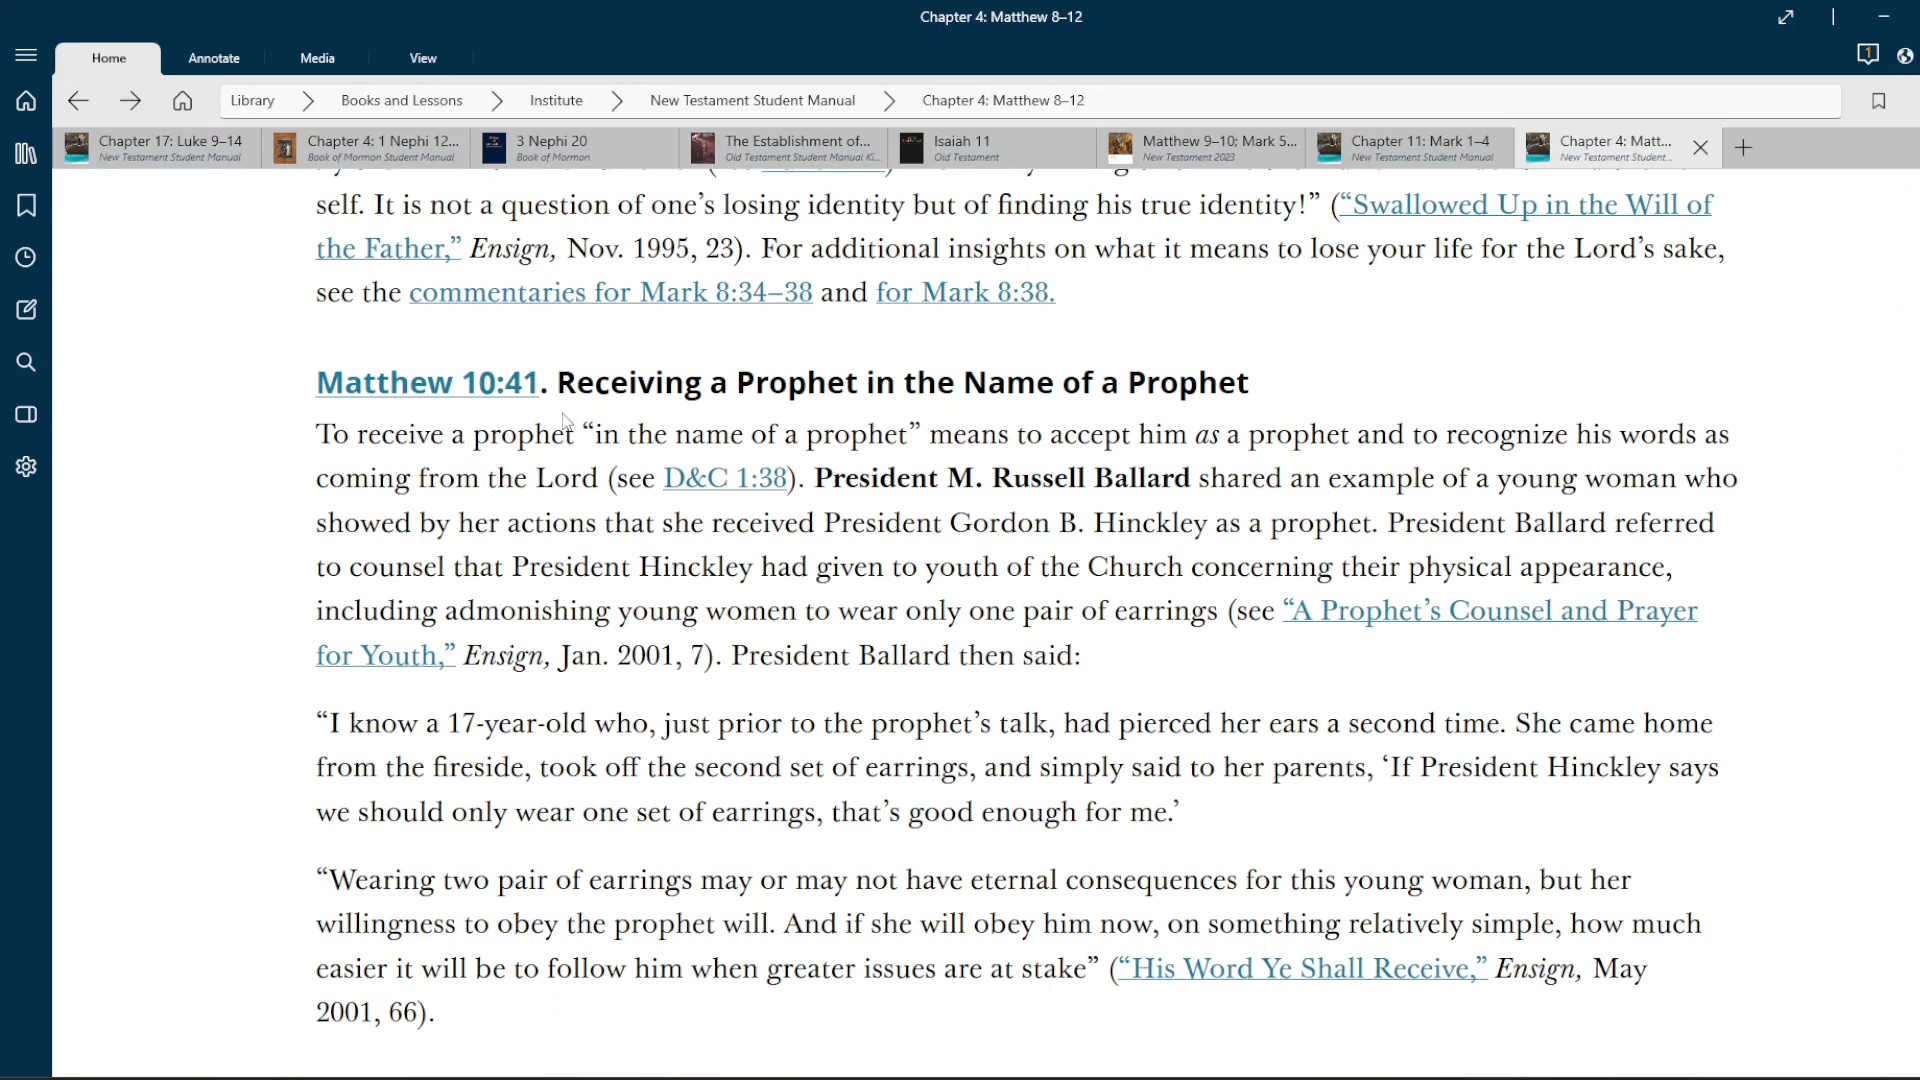 Chapter 4: Matthew 8–12
Home
Annotate
Media
View
1
Library
Books and Lessons
Institute
New Testament Student Manual
Chapter 4: Matthew 8–12
Chapter 17: Luke 9–14
New Testament Student Manual
Chapter 4: 1 Nephi 12...
Book of Mormon Student Manual
3 Nephi 20
Book of Mormon
The Establishment of...
Old Testament Student Manual Ki...
Isaiah 11
Old Testament
Matthew 9–10; Mark 5...
New Testament 2023
Chapter 11: Mark 1–4
New Testament Student Manual
Chapter 4: Matt...
New Testament Student...
self. It is not a question of one’s losing identity but of finding his true identity!” (“Swallowed Up in the Will of
the Father,” Ensign, Nov. 1995, 23). For additional insights on what it means to lose your life for the Lord’s sake,
see the commentaries for Mark 8:34–38 and for Mark 8:38.
Matthew 10:41. Receiving a Prophet in the Name of a Prophet
To receive a prophet “in the name of a prophet” means to accept him as a prophet and to recognize his words as
coming from the Lord (see D&C 1:38). President M. Russell Ballard shared an example of a young woman who
showed by her actions that she received President Gordon B. Hinckley as a prophet. President Ballard referred
to counsel that President Hinckley had given to youth of the Church concerning their physical appearance,
including admonishing young women to wear only one pair of earrings (see “A Prophet’s Counsel and Prayer
for Youth,” Ensign, Jan. 2001, 7). President Ballard then said:
“I know a 17-year-old who, just prior to the prophet’s talk, had pierced her ears a second time. She came home
from the fireside, took off the second set of earrings, and simply said to her parents, ‘If President Hinckley says
we should only wear one set of earrings, that’s good enough for me.’
“Wearing two pair of earrings may or may not have eternal consequences for this young woman, but her
willingness to obey the prophet will. And if she will obey him now, on something relatively simple, how much
easier it will be to follow him when greater issues are at stake” (“His Word Ye Shall Receive,” Ensign, May
2001, 66).